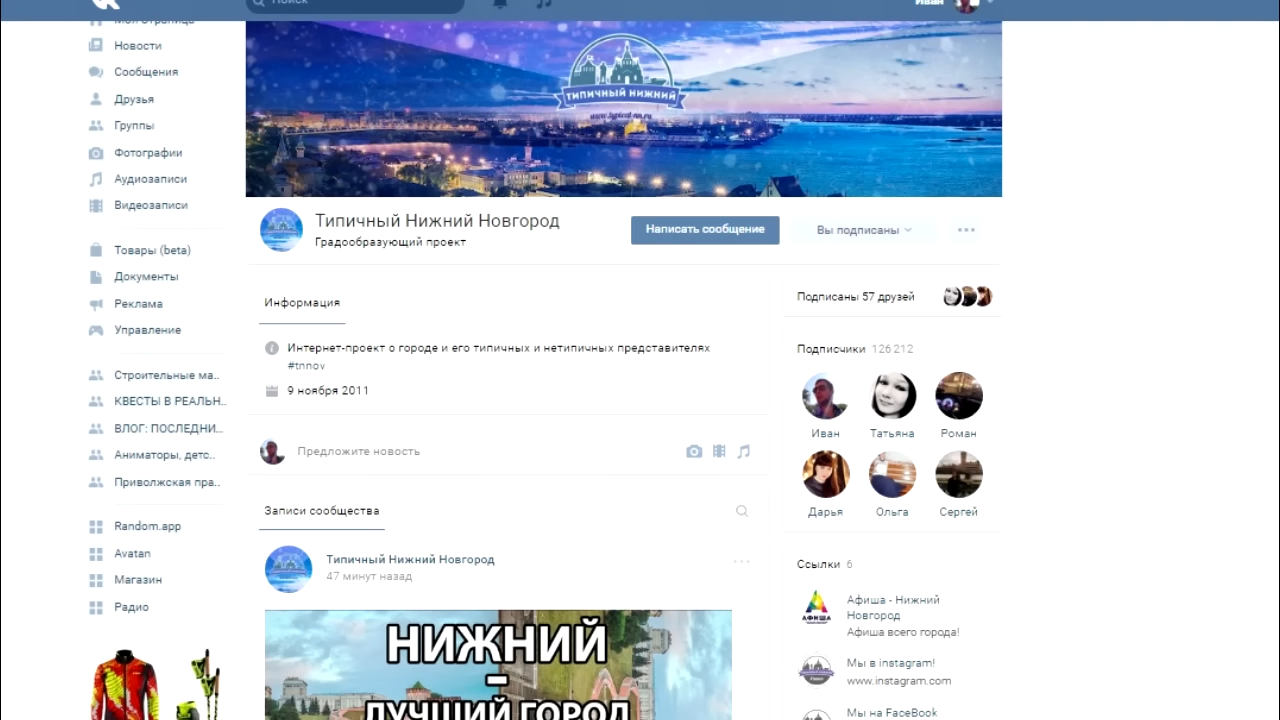 Поиск
Иван
Моя Страница
Новости
Сообщения
Друзья
Группы
Фотографии
Аудиозаписи
Видеозаписи
Товары (beta)
Документы
Реклама
Управление
Строительные ма..
КВЕСТЫ В РЕАЛЬН..
ВЛОГ: ПОСЛЕДНИ...
Аниматоры, детс..
Приволжская пра..
Random.app
Avatan
Магазин
Радио
ТИПИЧНЫЙ НИЖНИЙ
www.typical-nn.ru
Типичный Нижний Новгород
Градообразующий проект
Написать сообщение
Вы подписаны
Информация
Интернет-проект о городе и его типичных и нетипичных представителях
#tnnov
9 ноября 2011
Предложите новость
Записи сообщества
Типичный Нижний Новгород
47 минут назад
НИЖНИЙ
-
ЛУЧШИЙ ГОРОД
Подписаны 57 друзей
Подписчики 126 212
Иван
Татьяна
Роман
Дарья
Ольга
Сергей
Ссылки 6
АФИША
Афиша - Нижний
Новгород
Афиша всего города!
Мы в instagram!
www.instagram.com
Мы на FaceBook